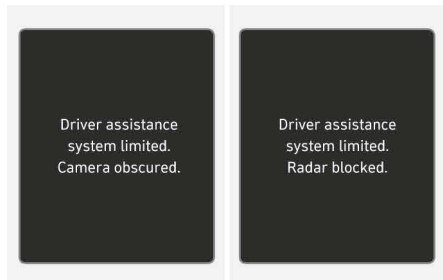 Driver assistance
system limited.
Camera obscured.
Driver assistance
system limited.
Radar blocked.